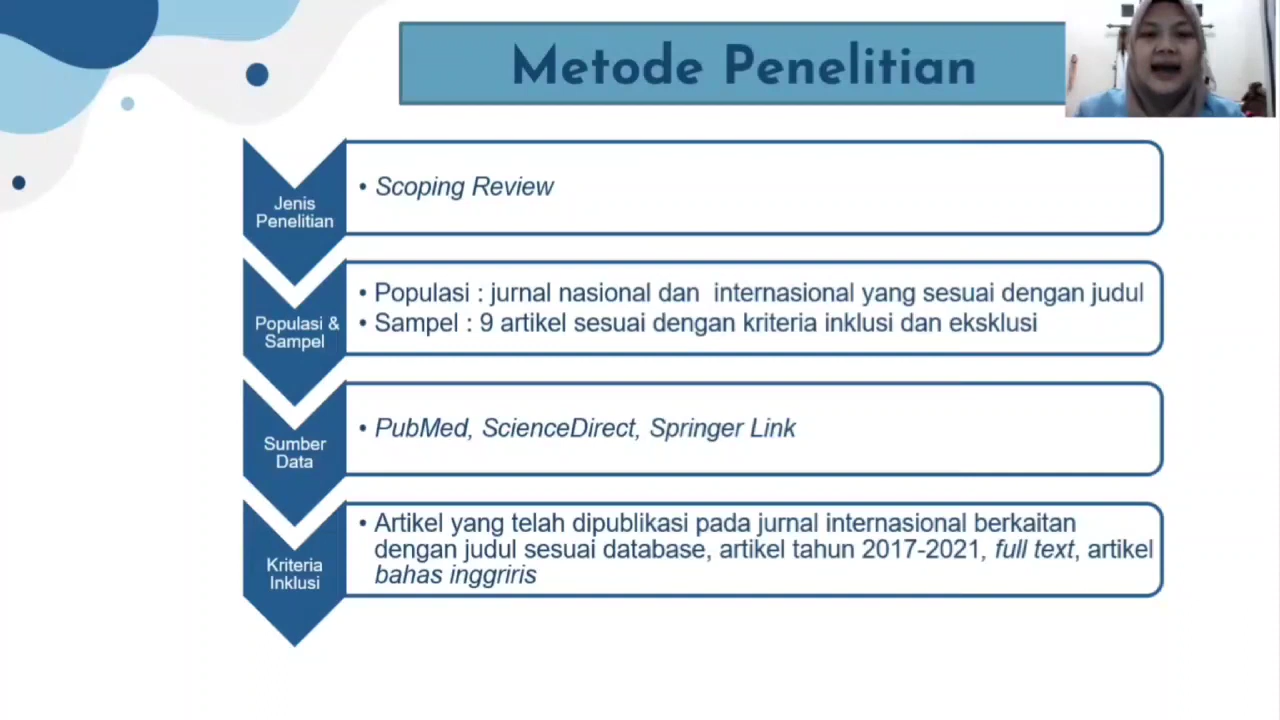 Metode Penelitian
Jenis
Penelitian
• Scoping Review
Populasi &
Sampel
• Populasi : jurnal nasional dan internasional yang sesuai dengan judul
• Sampel : 9 artikel sesuai dengan kriteria inklusi dan eksklusi
Sumber
Data
• PubMed, ScienceDirect, Springer Link
Kriteria
Inklusi
• Artikel yang telah dipublikasi pada jurnal internasional berkaitan
dengan judul sesuai database, artikel tahun 2017-2021, full text, artikel
bahas inggriris